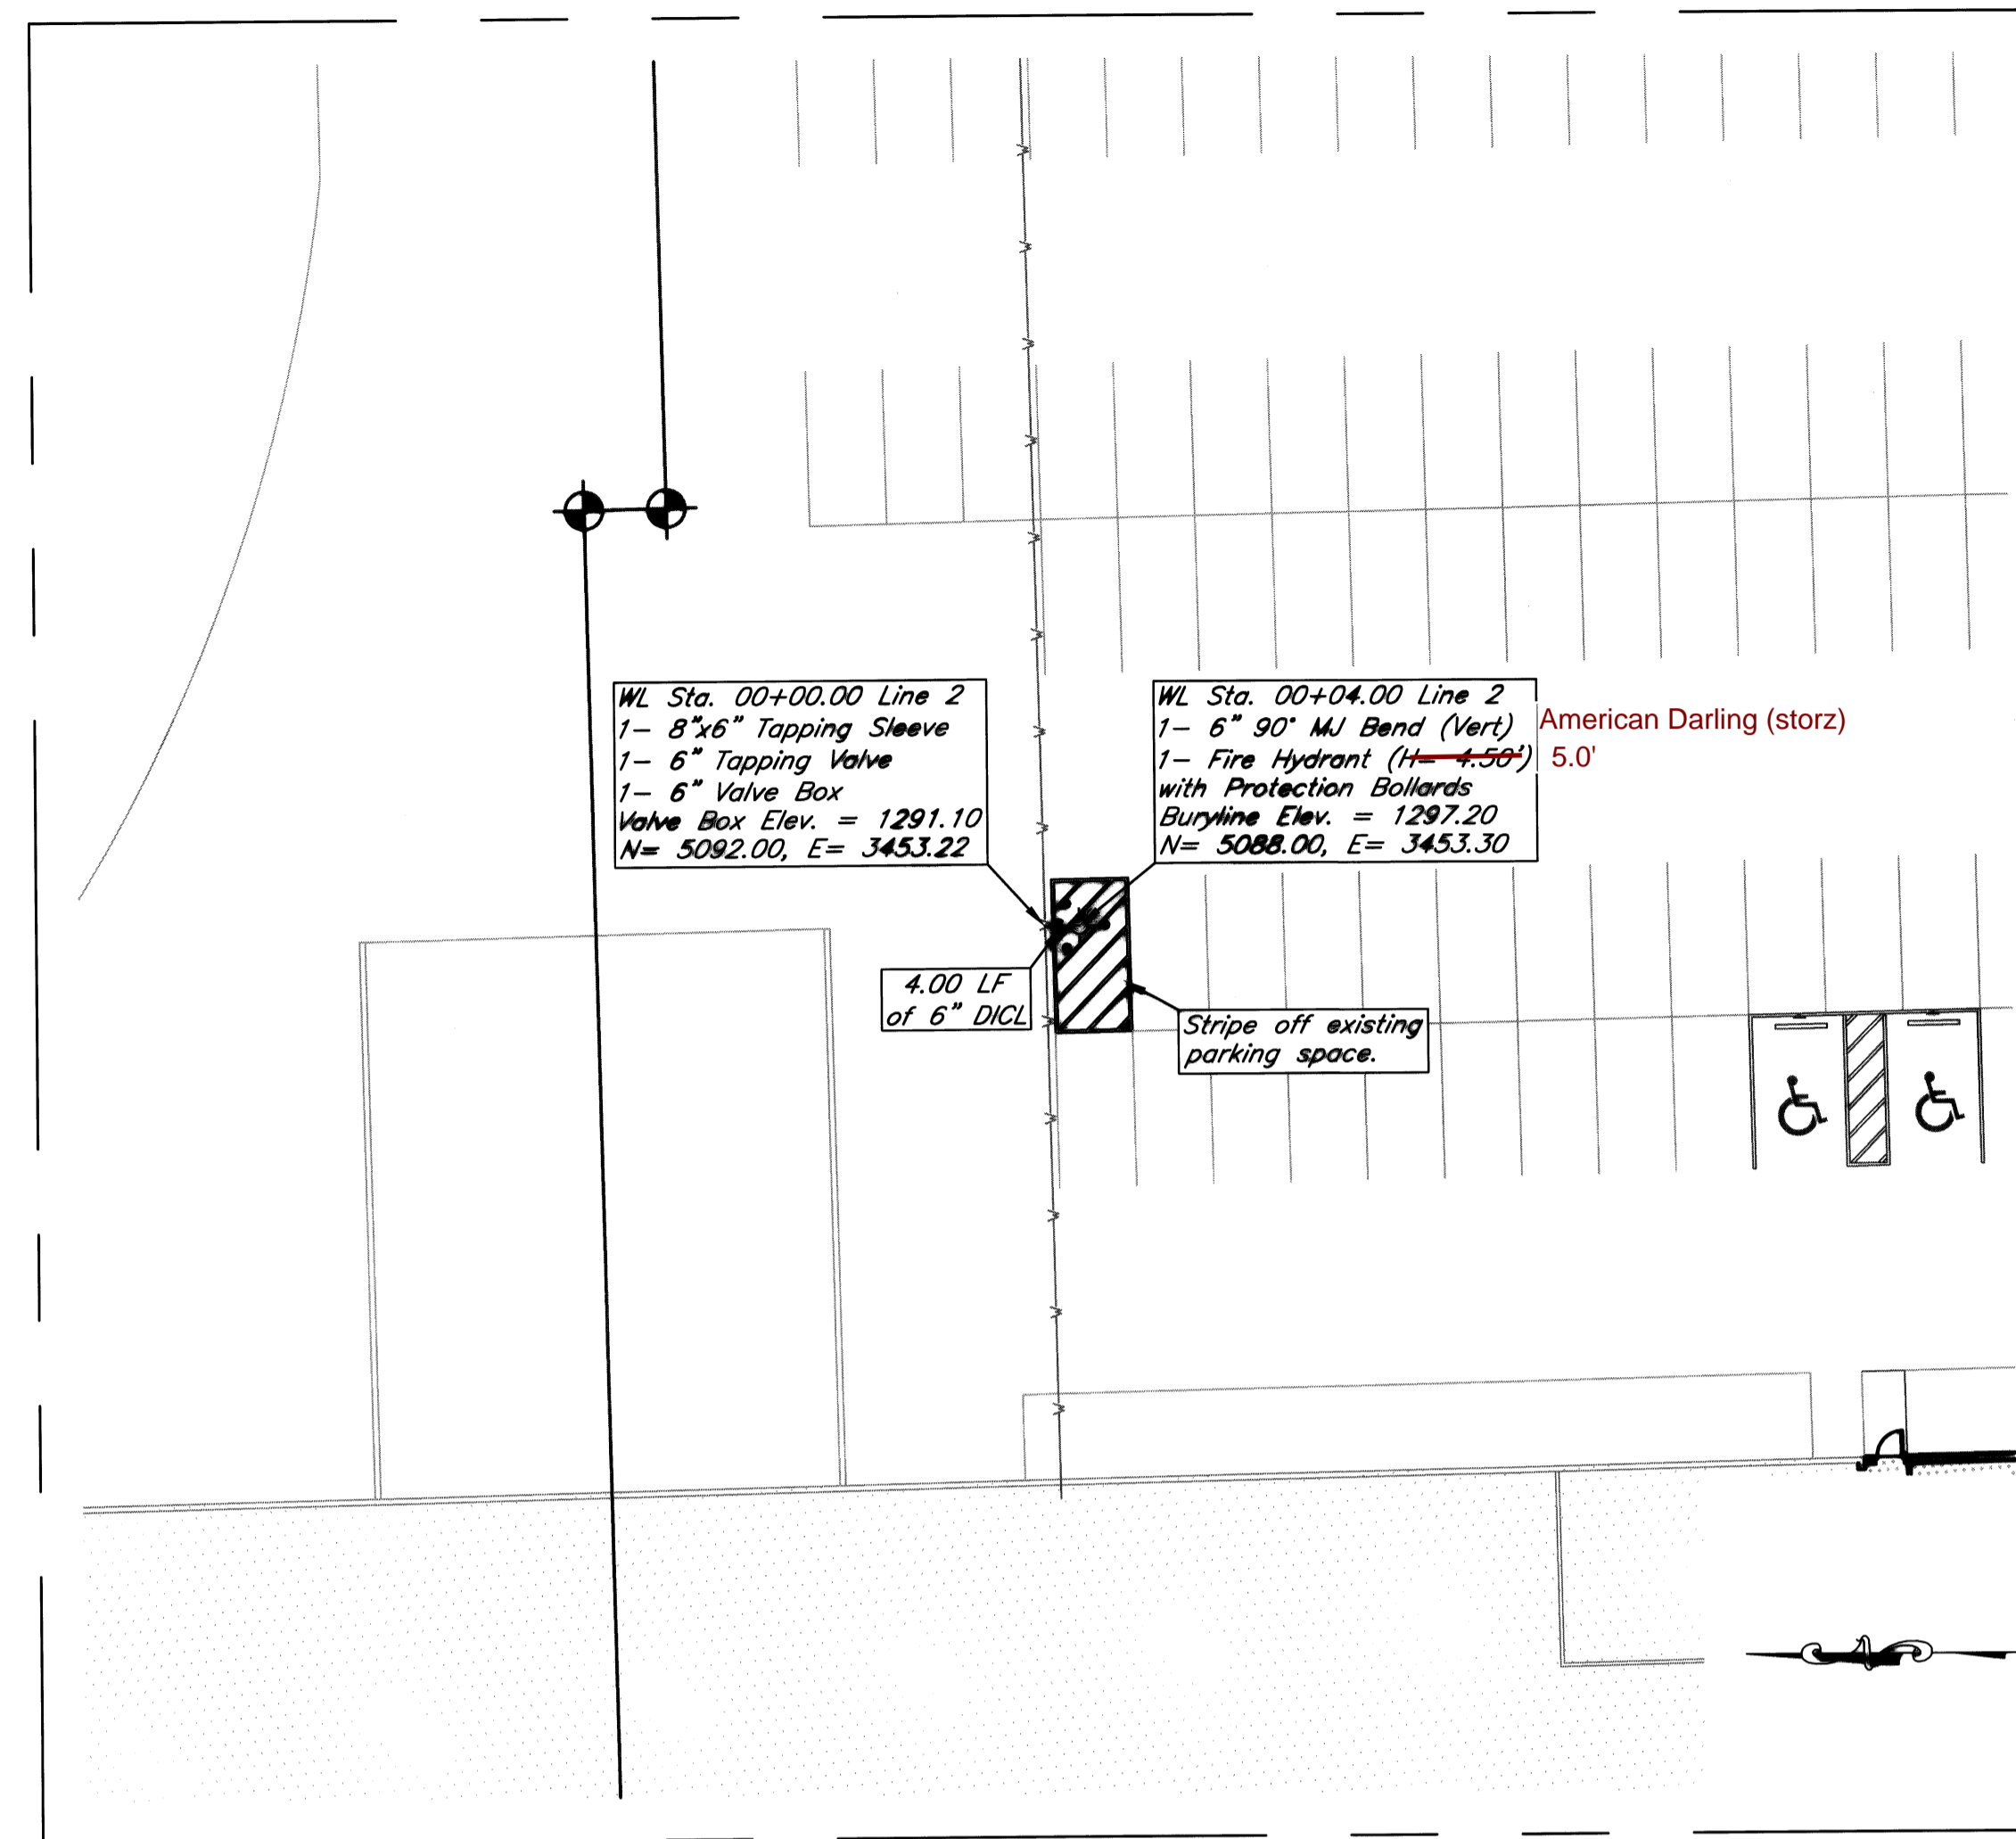 WL Sta. 00+00.00 Line 2
1- 8"x6" Tapping Sleeve
1- 6" Tapping Valve
1- 6" Valve Box
Valve Box Elev. = 1291.10
N= 5092.00, E= 3453.22
WL Sta. 00+04.00 Line 2
1- 6" 90° MJ Bend (Vert)
1- Fire Hydrant (H= 4.50')
with Protection Bollards
Buryline Elev. = 1297.20
N= 5088.00, E= 3453.30
American Darling (storz)
5.0'
4.00 LF
of 6" DICL
Stripe off existing
parking space.